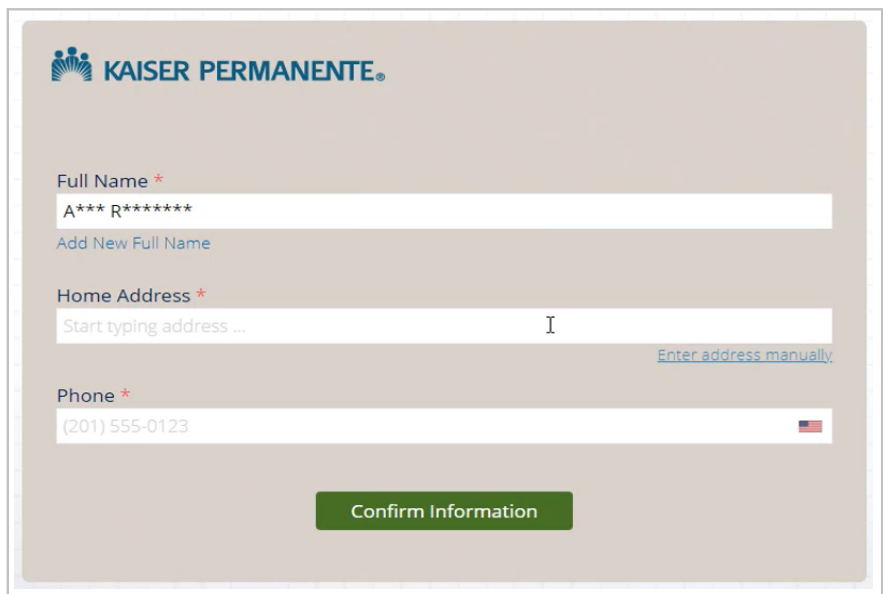 KAISER PERMANENTE®
Full Name *
A*** R*******
Add New Full Name
Home Address *
Start typing address ...
Enter address manually
Phone *
(201) 555-0123
Confirm Information